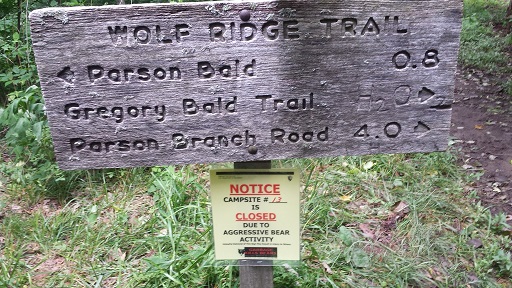 WOLF RIDGE TRAIL
Parson Bald 0.8
Gregory Bald Trail
Parson Branch Road 4.0
NOTICE
CAMPSITE # 13
IS
CLOSED
DUE TO
AGGRESSIVE BEAR
ACTIVITY